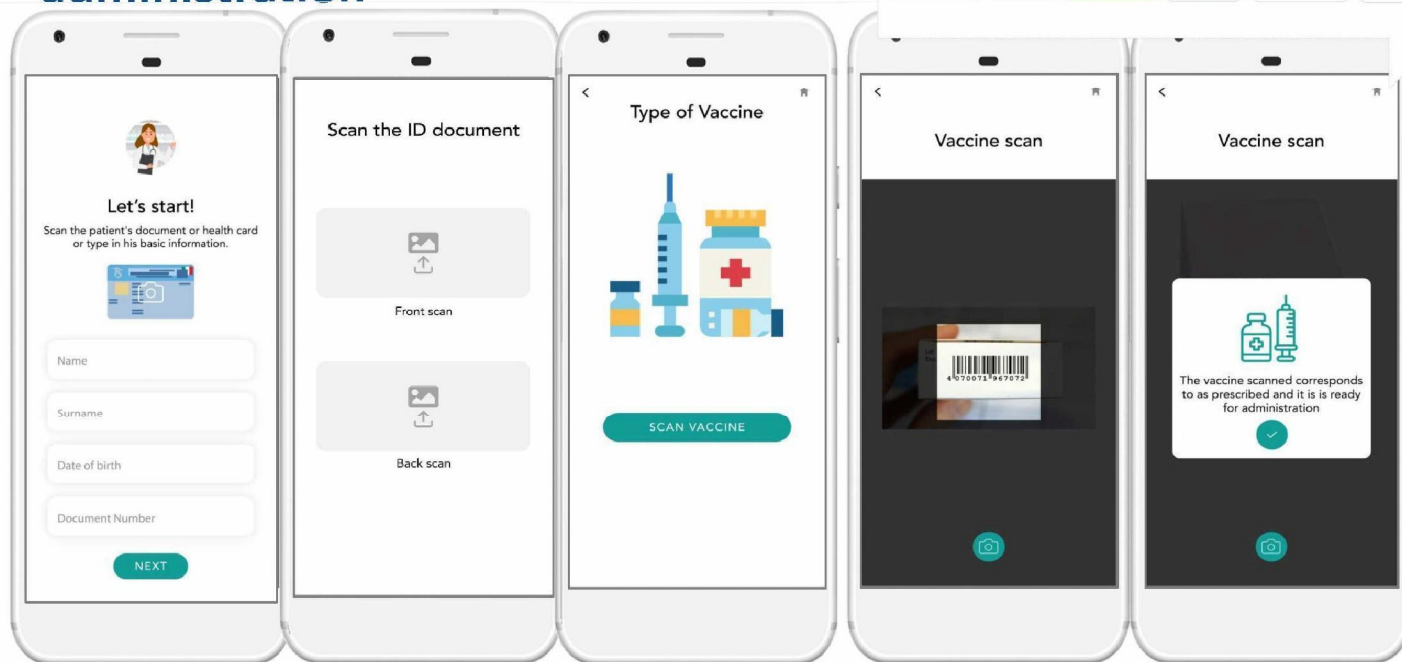 administration
Let's start!
Scan the patient's document or health card
or type in his basic information.
Name
Surname
Date of birth
Document Number
NEXT
Scan the ID document
Front scan
Back scan
Type of Vaccine
SCAN VACCINE
Vaccine scan
4 070071 967072
Vaccine scan
The vaccine scanned corresponds
to as prescribed and it is is ready
for administration